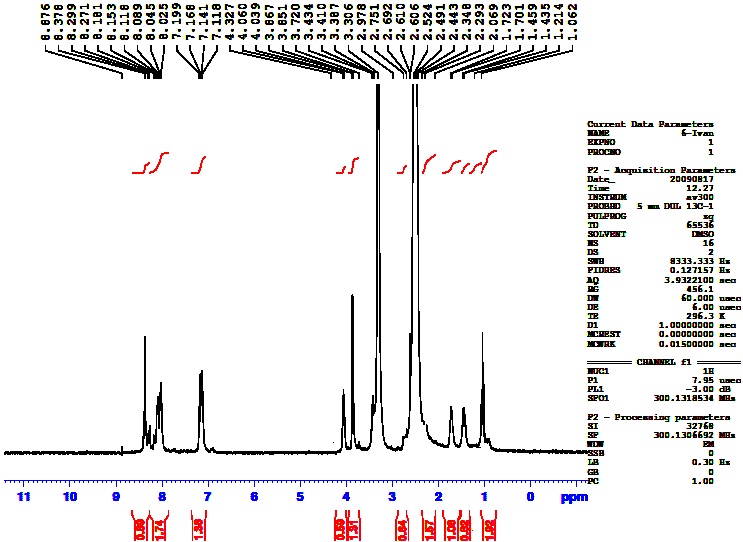 8.876
8.378
8.299
8.271
8.181
8.153
8.118
8.089
8.045
8.025
7.199
7.168
7.141
7.118
4.327
4.060
4.039
3.867
3.851
3.720
3.434
3.410
3.387
3.306
2.978
2.751
2.692
2.610
2.606
2.524
2.491
2.443
2.348
2.293
2.069
1.723
1.701
1.459
1.435
1.214
1.062
Current Data Parameters
NAME 6-Ivan
EXPNO 1
PROCNO 1
F2 - Acquisition Parameters
Date_ 20090817
Time 12.27
INSTRUM av300
PROBHD 5 mm DUL 13C-1
PULPROG zg
TD 65536
SOLVENT DMSO
NS 16
DS 2
SWH 8333.333 Hz
FIDRES 0.127157 Hz
AQ 3.9322100 sec
RG 456.1
DW 60.000 usec
DE 6.00 usec
TE 296.3 K
D1 1.00000000 sec
MCREST 0.00000000 sec
MCWRK 0.01500000 sec
======== CHANNEL f1 ========
NUC1 1H
P1 7.95 usec
PL1 -3.00 dB
SFO1 300.1318534 MHz
F2 - Processing parameters
SI 32768
SF 300.1306692 MHz
WDW EM
SSB 0
LB 0.30 Hz
GB 0
PC 1.00
11 10 9 8 7 6 5 4 3 2 1 0 ppm
1.74